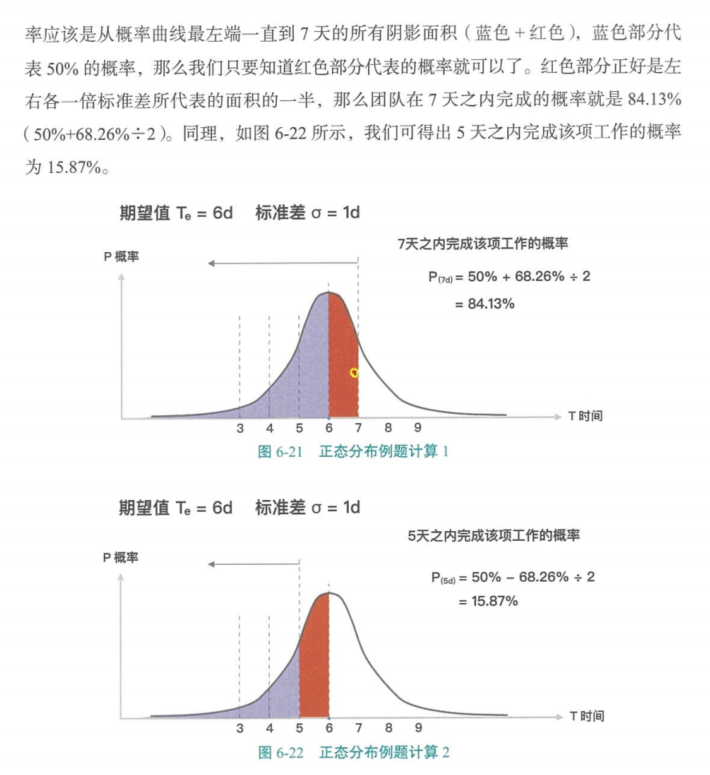 率应该是从概率曲线最左端一直到 7 天的所有阴影面积（蓝色 + 红色），蓝色部分代
表 50% 的概率，那么我们只要知道红色部分代表的概率就可以了。红色部分正好是左
右各一倍标准差所代表的面积的一半，那么团队在 7 天之内完成的概率就是 84.13%
（50%+68.26%÷2）。同理，如图 6-22 所示，我们可得出 5 天之内完成该项工作的概率
为 15.87%。
期望值 Te = 6d 标准差 σ = 1d
7天之内完成该项工作的概率
P 概率
P(7d) = 50% + 68.26% ÷ 2
= 84.13%
T 时间
3 4 5 6 7 8 9
图 6-21 正态分布例题计算 1
期望值 Te = 6d 标准差 σ = 1d
5天之内完成该项工作的概率
P 概率
P(5d) = 50% − 68.26% ÷ 2
= 15.87%
T 时间
3 4 5 6 7 8 9
图 6-22 正态分布例题计算 2